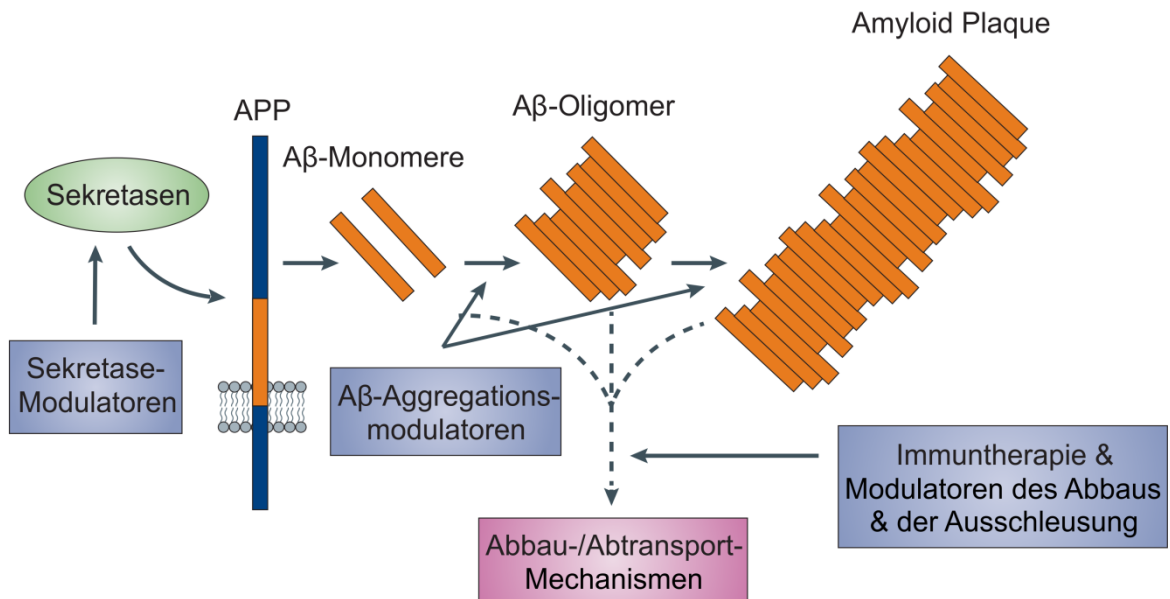 Amyloid Plaque
Aβ-Oligomer
APP
Aβ-Monomere
Sekretasen
Sekretase-
Modulatoren
Aβ-Aggregations-
modulatoren
Immuntherapie &
Modulatoren des Abbaus
& der Ausschleusung
Abbau-/Abtransport-
Mechanismen